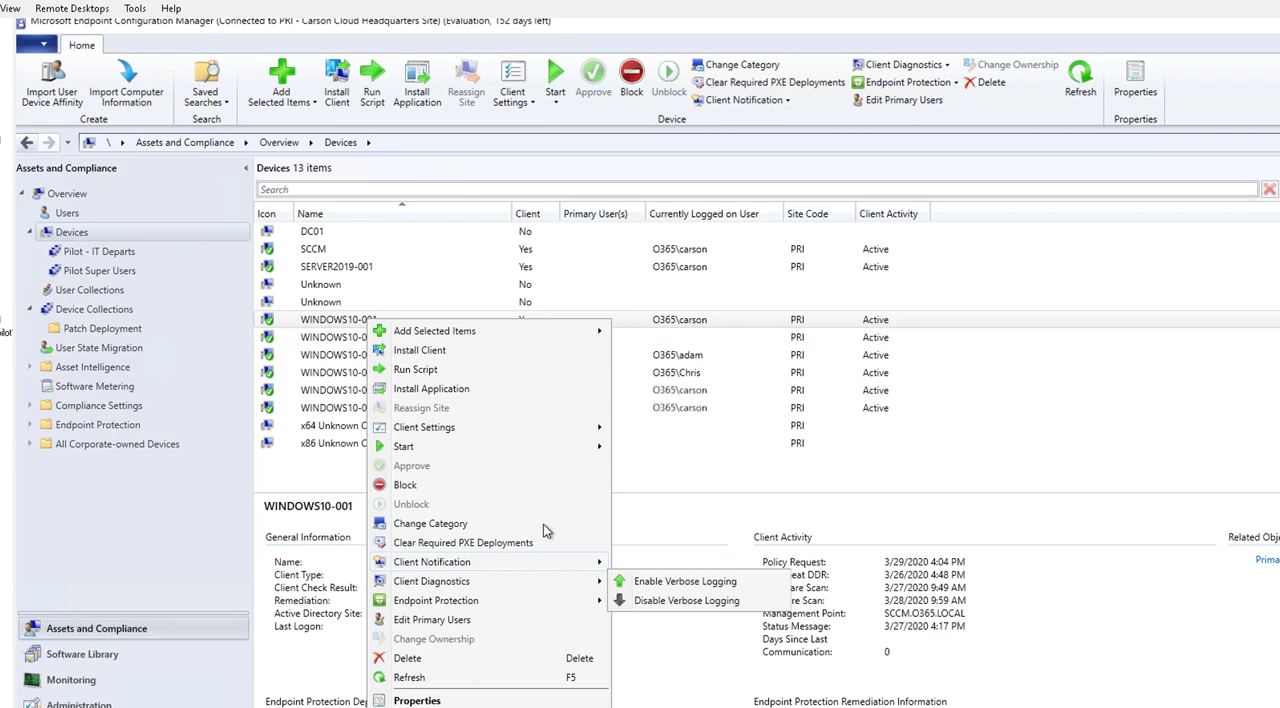 View Remote Desktops Tools Help
Microsoft Endpoint Configuration Manager (Connected to PRI - Carson Cloud Headquarters Site) (Evaluation, 152 days left)
Home
Import User Device Affinity
Import Computer Information
Saved Searches
Add Selected Items
Install Client
Run Script
Install Application
Reassign Site
Client Settings
Start
Approve
Block
Unblock
Change Category
Clear Required PXE Deployments
Client Notification
Client Diagnostics
Endpoint Protection
Edit Primary Users
Change Ownership
Delete
Refresh
Properties
Create
Search
Device
Properties
\ Assets and Compliance Overview Devices
Assets and Compliance
Overview
Users
Devices
Pilot - IT Departs
Pilot Super Users
User Collections
Device Collections
Patch Deployment
User State Migration
Asset Intelligence
Software Metering
Compliance Settings
Endpoint Protection
All Corporate-owned Devices
Assets and Compliance
Software Library
Monitoring
Administration
Devices 13 items
Search
Icon Name Client Primary User(s) Currently Logged on User Site Code Client Activity
DC01 No
SCCM Yes O365\carson PRI Active
SERVER2019-001 Yes O365\carson PRI Active
Unknown No
Unknown No
WINDOWS10-001 O365\carson PRI Active
WINDOWS10-0 PRI Active
WINDOWS10-0 O365\adam PRI Active
WINDOWS10-0 O365\Chris PRI Active
WINDOWS10-0 O365\carson PRI Active
WINDOWS10-0 O365\carson PRI Active
x64 Unknown C PRI
x86 Unknown C PRI
Add Selected Items
Install Client
Run Script
Install Application
Reassign Site
Client Settings
Start
Approve
Block
Unblock
Change Category
Clear Required PXE Deployments
Client Notification
Client Diagnostics
Endpoint Protection
Edit Primary Users
Change Ownership
Delete Delete
Refresh F5
Properties
Enable Verbose Logging
Disable Verbose Logging
WINDOWS10-001
General Information
Name:
Client Type:
Client Check Result:
Remediation:
Active Directory Site:
Last Logon:
Client Activity
Policy Request: 3/29/2020 4:04 PM
eat DDR: 3/26/2020 4:48 PM
are Scan: 3/27/2020 9:49 AM
re Scan: 3/28/2020 9:59 AM
Management Point: SCCM.O365.LOCAL
Status Message: 3/27/2020 4:17 PM
Days Since Last
Communication: 0
Related Obje
Prima
Endpoint Protection De
Endpoint Protection Remediation Information